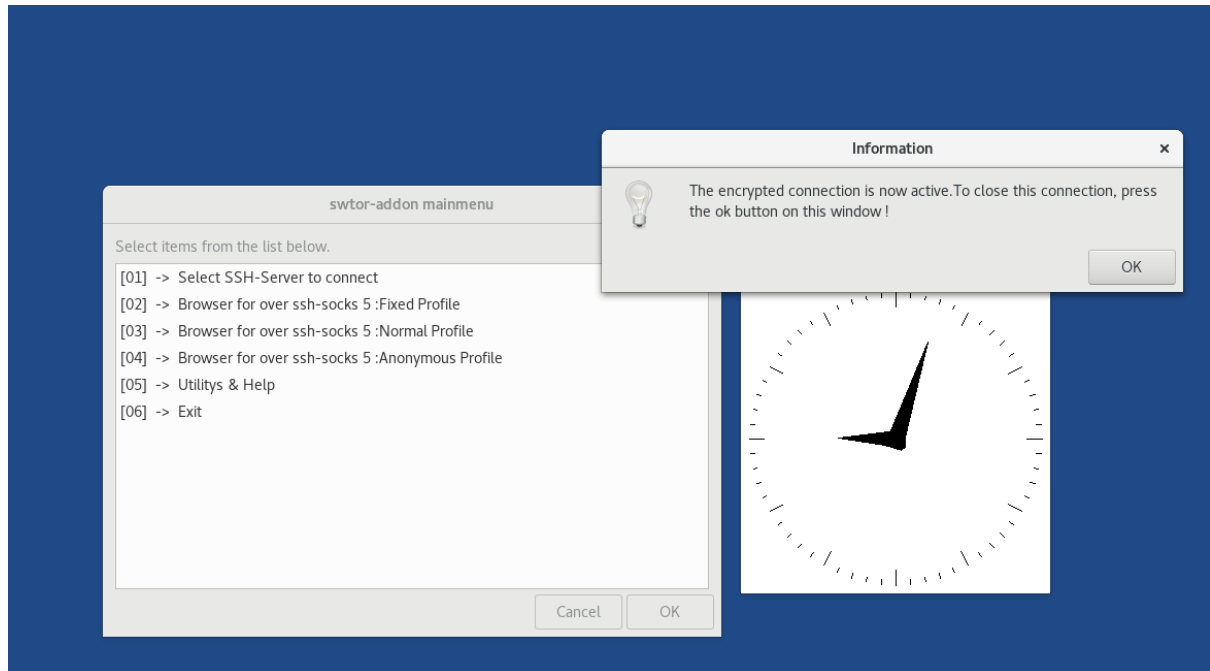 Information
The encrypted connection is now active.To close this connection, press
the ok button on this window !
OK
swtor-addon mainmenu
Select items from the list below.
[01] -> Select SSH-Server to connect
[02] -> Browser for over ssh-socks 5 :Fixed Profile
[03] -> Browser for over ssh-socks 5 :Normal Profile
[04] -> Browser for over ssh-socks 5 :Anonymous Profile
[05] -> Utilitys & Help
[06] -> Exit
Cancel OK